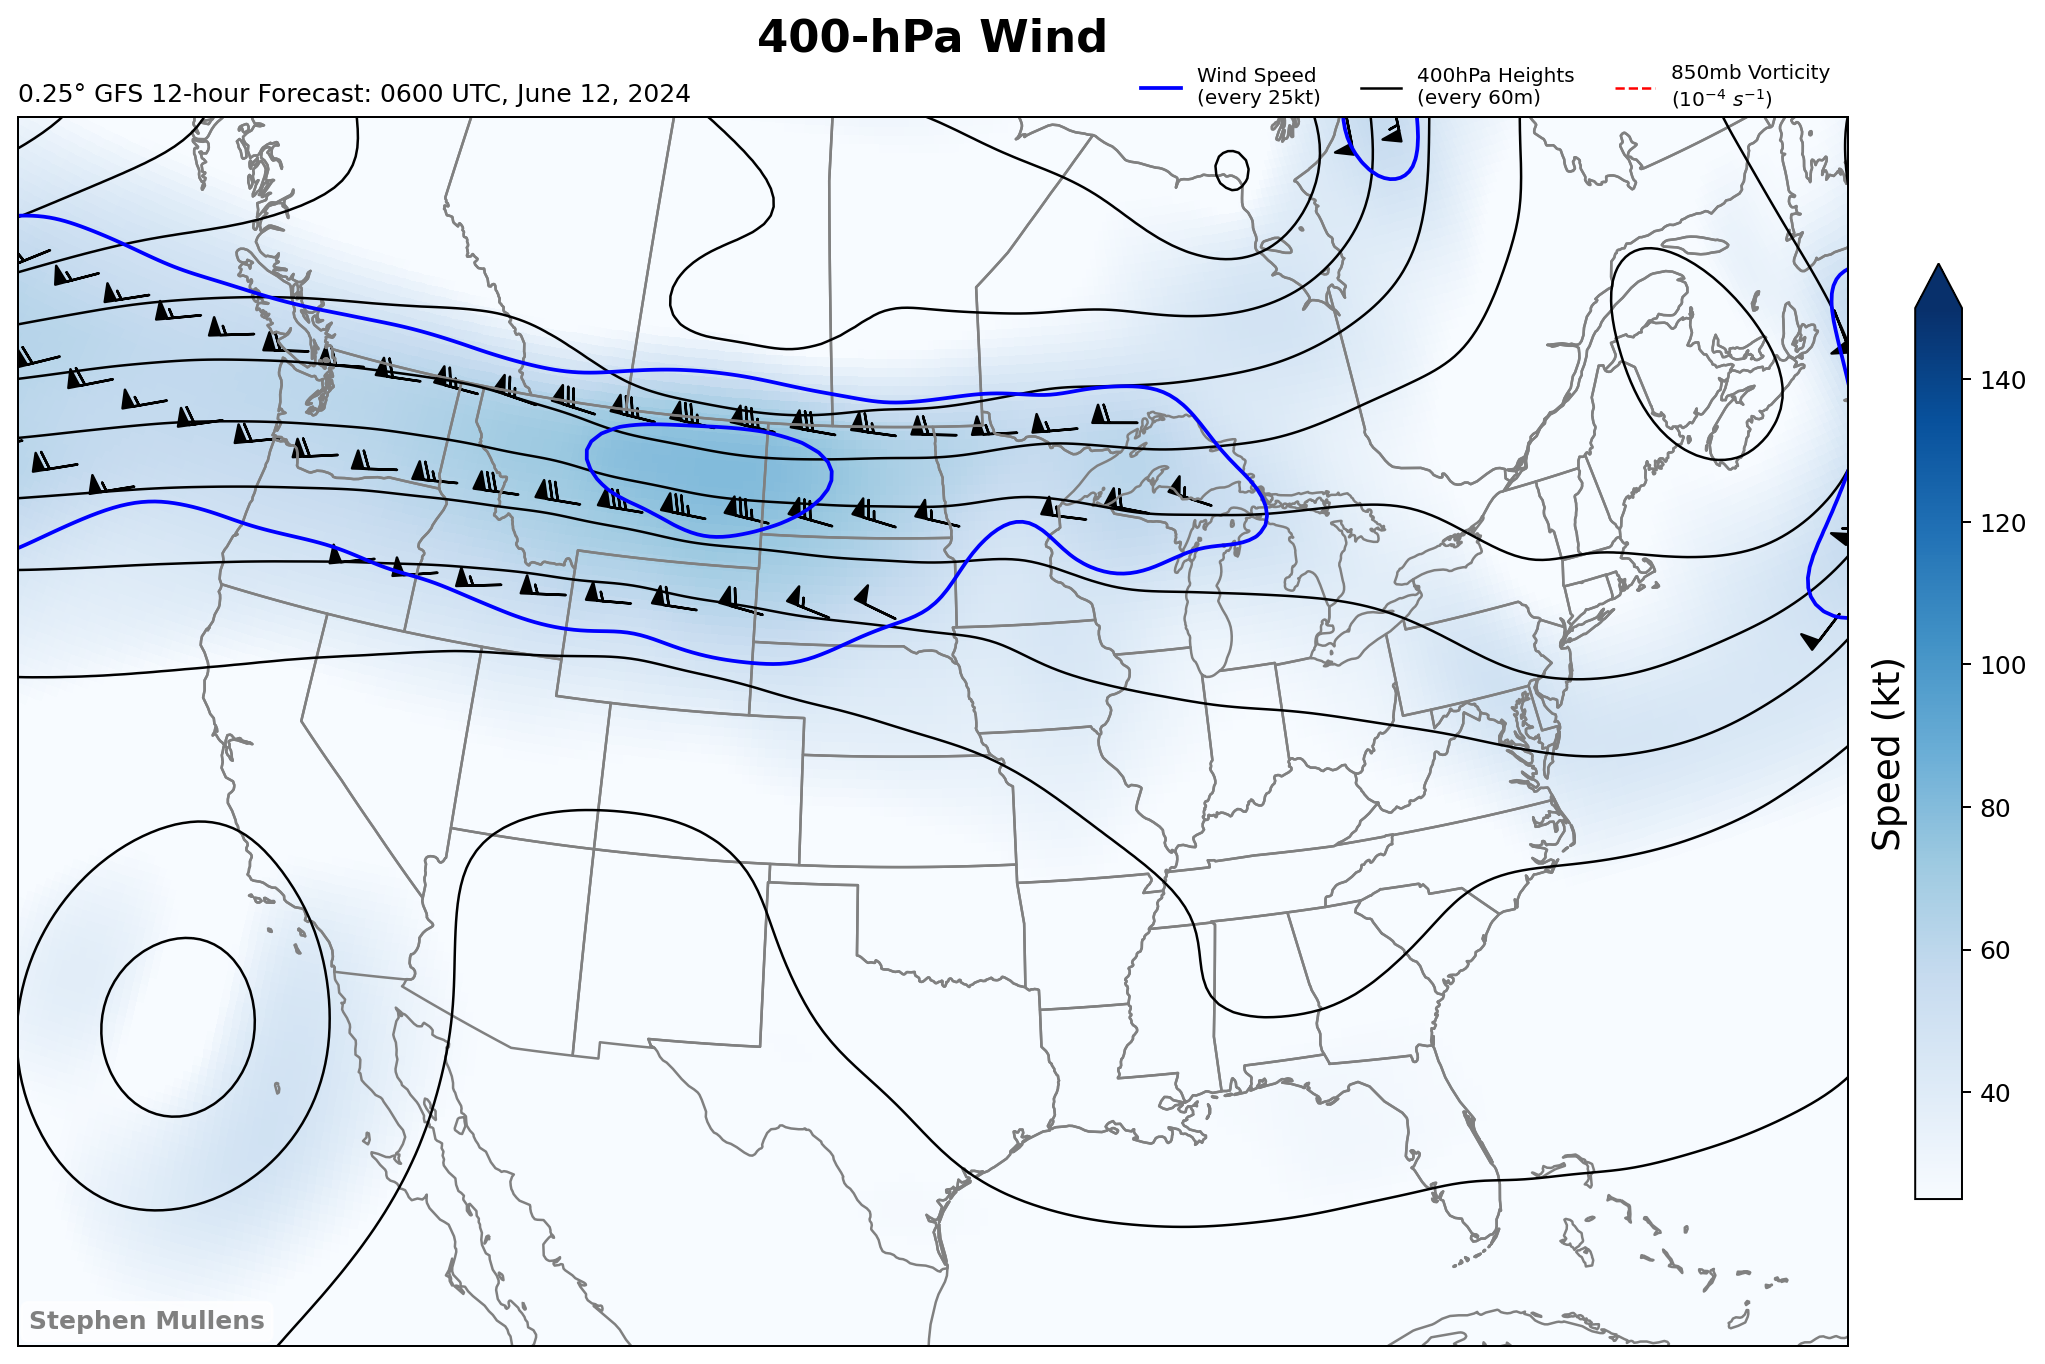 400-hPa Wind
0.25° GFS 12-hour Forecast: 0600 UTC, June 12, 2024
Wind Speed
(every 25kt)
400hPa Heights
(every 60m)
850mb Vorticity
(10⁻⁴ s⁻¹)
140
120
100
80
60
40
Speed (kt)
Stephen Mullens